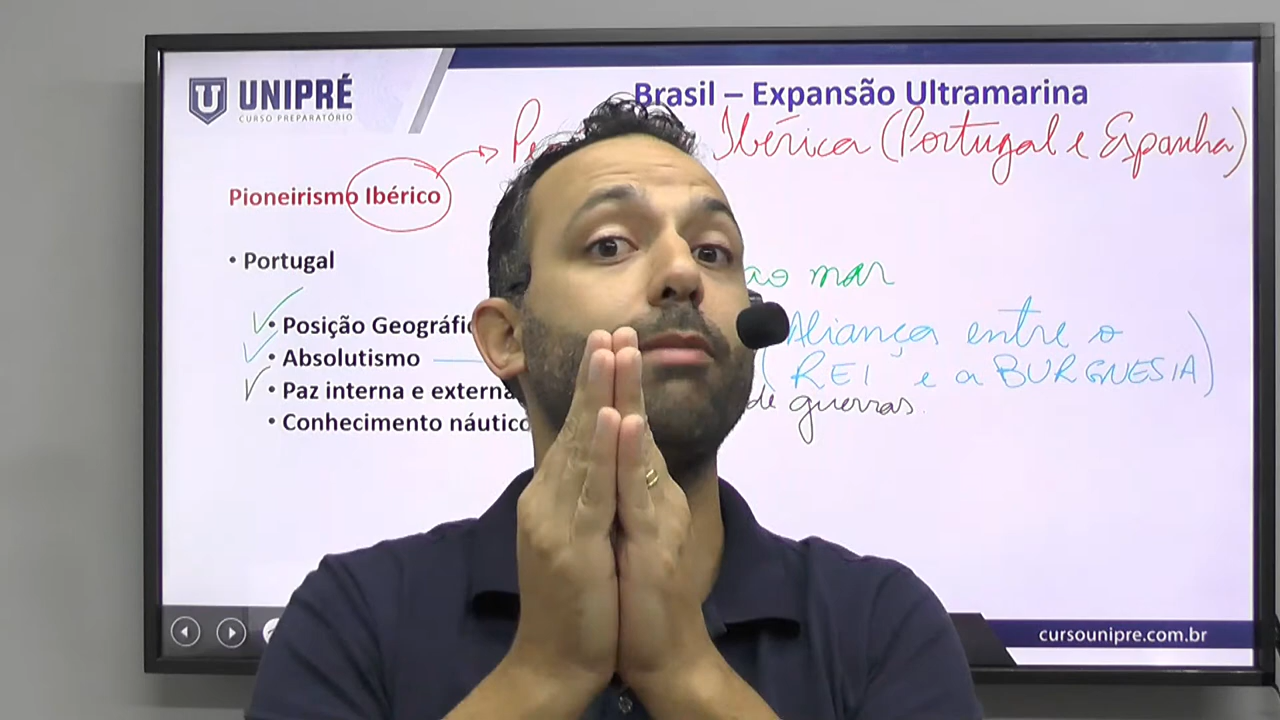 UNIPRÉ
CURSO PREPARATÓRIO
Brasil – Expansão Ultramarina
Ibérica (Portugal e Espanha)
Pioneirismo Ibérico
• Portugal
ao mar
• Posição Geográfic
Aliança entre o
• Absolutismo
(REI e a BURGUESIA)
• Paz interna e externa
de guerras.
• Conhecimento náutico
cursounipre.com.br